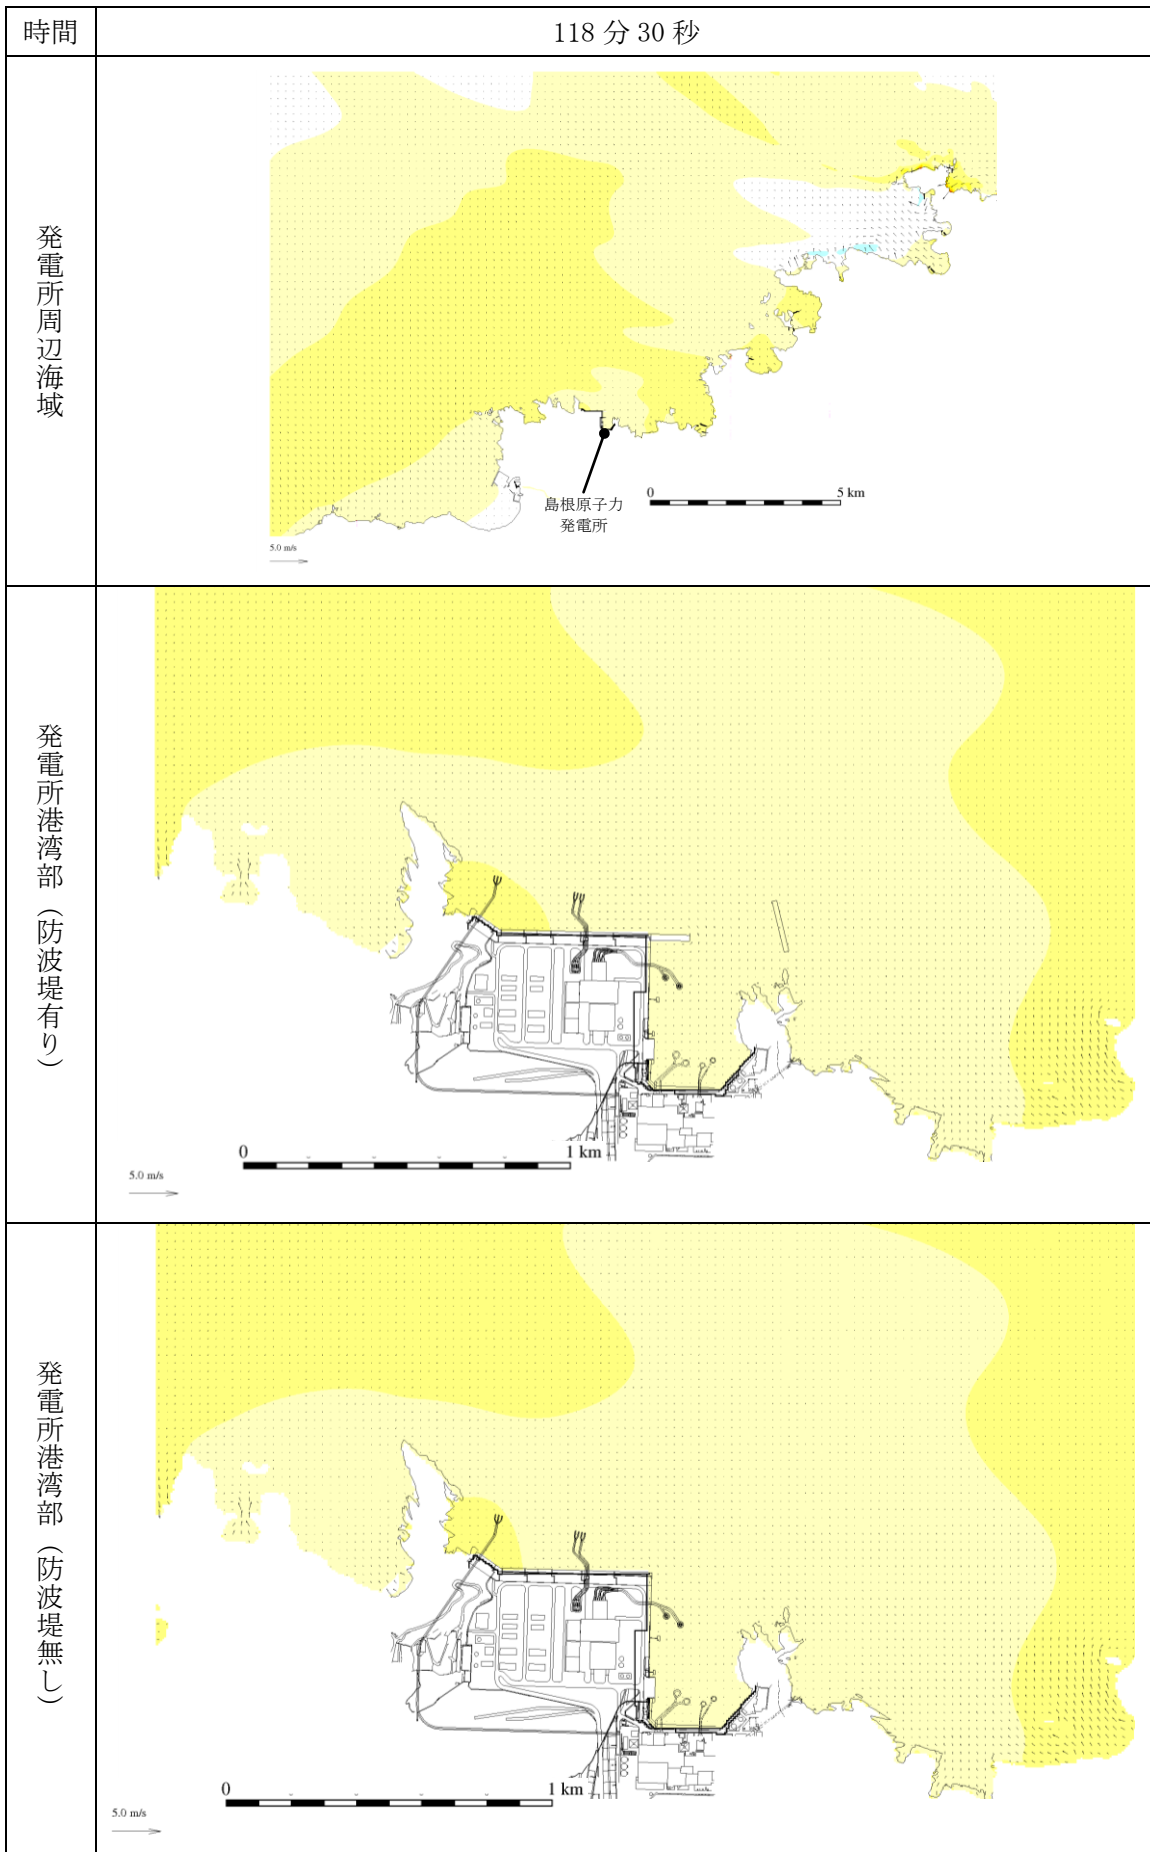 時間
118 分 30 秒
発電所周辺海域
島根原子力
発電所
0
5 km
5.0 m/s
発電所港湾部（防波堤有り）
0
1 km
5.0 m/s
発電所港湾部（防波堤無し）
0
1 km
5.0 m/s